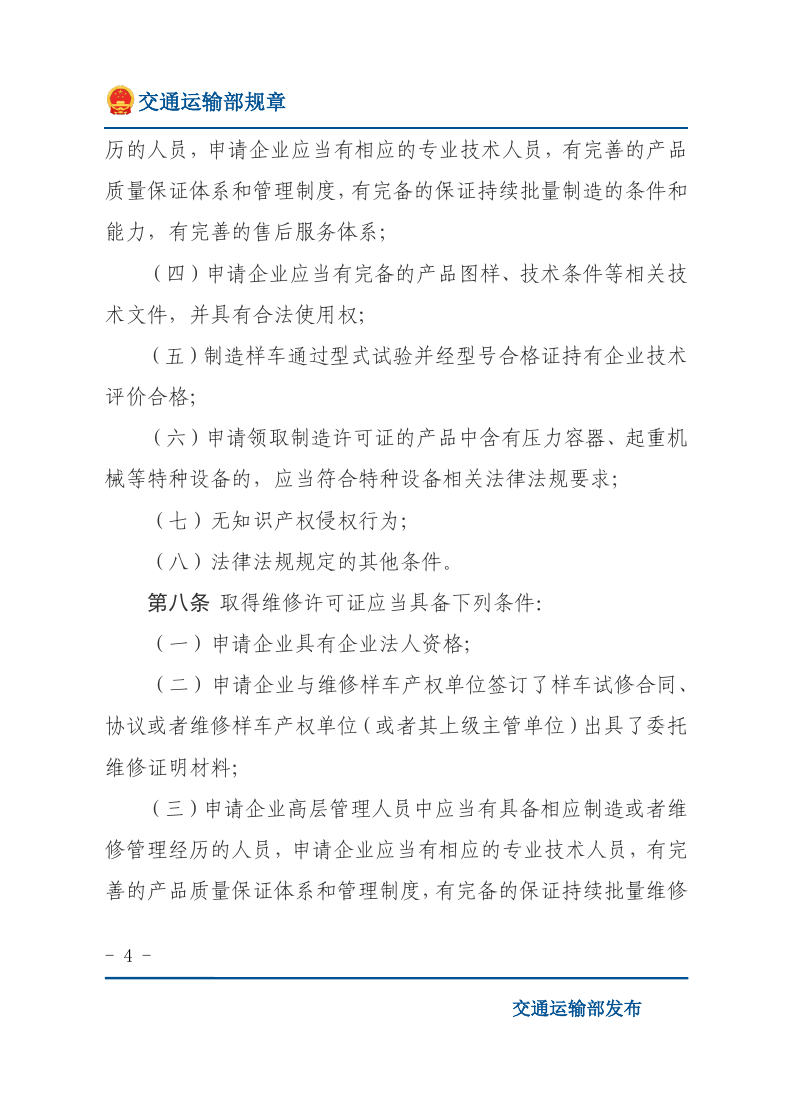 交通运输部规章
历的人员，申请企业应当有相应的专业技术人员，有完善的产品
质量保证体系和管理制度，有完备的保证持续批量制造的条件和
能力，有完善的售后服务体系；
（四）申请企业应当有完备的产品图样、技术条件等相关技
术文件，并具有合法使用权；
（五）制造样车通过型式试验并经型号合格证持有企业技术
评价合格；
（六）申请领取制造许可证的产品中含有压力容器、起重机
械等特种设备的，应当符合特种设备相关法律法规要求；
（七）无知识产权侵权行为；
（八）法律法规规定的其他条件。
第八条 取得维修许可证应当具备下列条件：
（一）申请企业具有企业法人资格；
（二）申请企业与维修样车产权单位签订了样车试修合同、
协议或者维修样车产权单位（或者其上级主管单位）出具了委托
维修证明材料；
（三）申请企业高层管理人员中应当有具备相应制造或者维
修管理经历的人员，申请企业应当有相应的专业技术人员，有完
善的产品质量保证体系和管理制度，有完备的保证持续批量维修
- 4 -
交通运输部发布